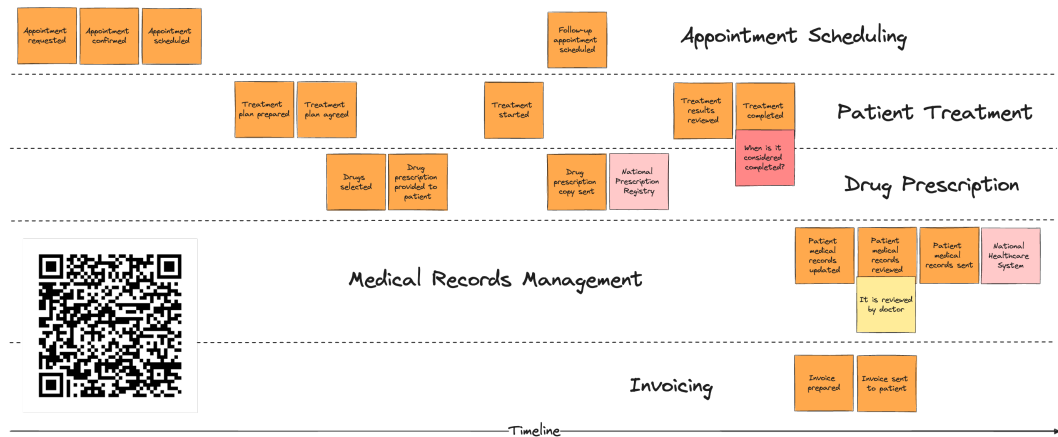 Appointment
requested
Appointment
confirmed
Appointment
scheduled
Follow-up
appointment
scheduled
Appointment Scheduling
Treatment
plan prepared
Treatment
plan agreed
Treatment
started
Treatment
results
reviewed
Treatment
completed
Patient Treatment
When is it
considered
completed?
Drugs
selected
Drug
prescription
provided to
patient
Drug
prescription
copy sent
National
Prescription
Registry
Drug Prescription
Medical Records Management
Patient
medical
records
updated
Patient
medical
records
reviewed
Patient
medical
records sent
National
Healthcare
System
It is reviewed
by doctor
Invoicing
Invoice
prepared
Invoice sent
to patient
Timeline